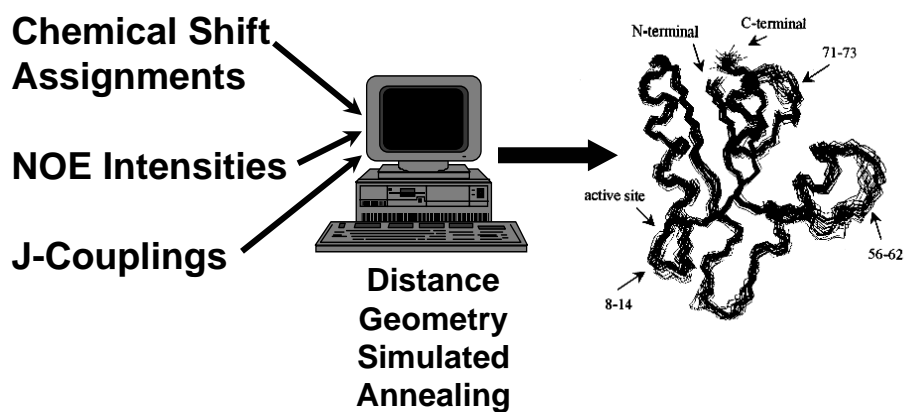 Chemical Shift
Assignments
NOE Intensities
J-Couplings
Distance
Geometry
Simulated
Annealing
N-terminal
C-terminal
71-73
active site
8-14
56-62